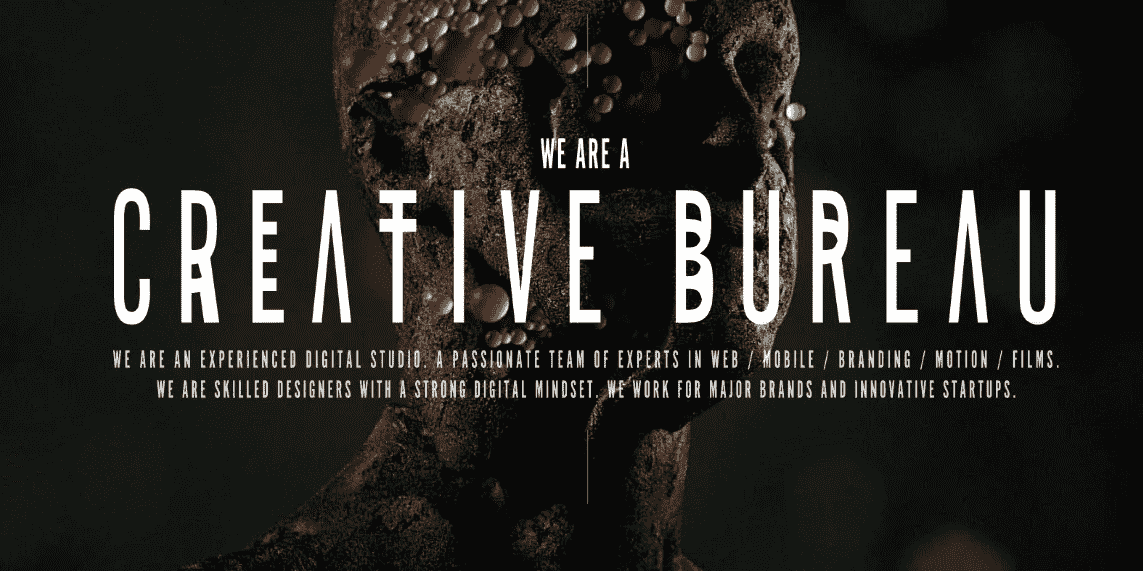 WE ARE A
CREATIVE BUREAU
WE ARE AN EXPERIENCED DIGITAL STUDIO. A PASSIONATE TEAM OF EXPERTS IN WEB / MOBILE / BRANDING / MOTION / FILMS.
WE ARE SKILLED DESIGNERS WITH A STRONG DIGITAL MINDSET. WE WORK FOR MAJOR BRANDS AND INNOVATIVE STARTUPS.